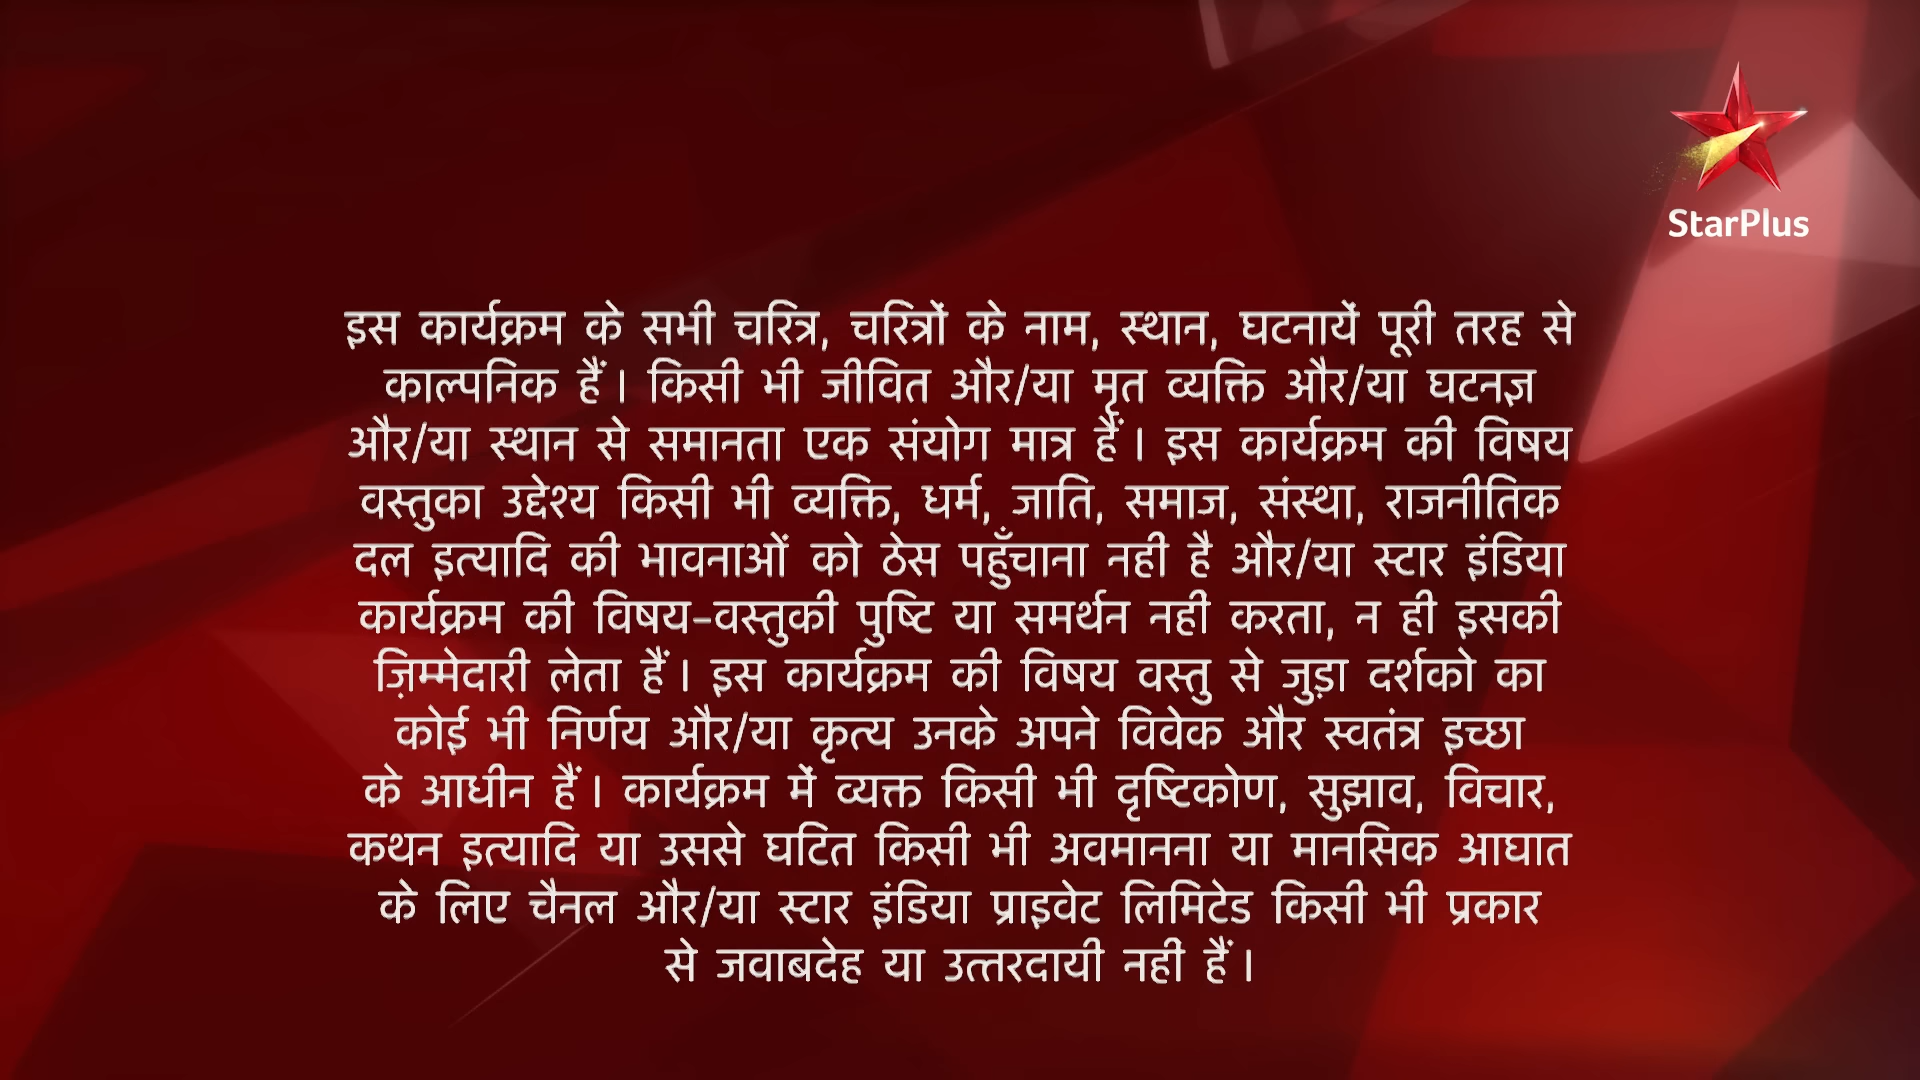 StarPlus
इस कार्यक्रम के सभी चरित्र, चरित्रों के नाम, स्थान, घटनायें पूरी तरह से
काल्पनिक हैं। किसी भी जीवित और/या मृत व्यक्ति और/या घटनज्ञ
और/या स्थान से समानता एक संयोग मात्र हैं। इस कार्यक्रम की विषय
वस्तुका उद्देश्य किसी भी व्यक्ति, धर्म, जाति, समाज, संस्था, राजनीतिक
दल इत्यादि की भावनाओं को ठेस पहुँचाना नही है और/या स्टार इंडिया
कार्यक्रम की विषय-वस्तुकी पुष्टि या समर्थन नही करता, न ही इसकी
ज़िम्मेदारी लेता हैं। इस कार्यक्रम की विषय वस्तु से जुड़ा दर्शको का
कोई भी निर्णय और/या कृत्य उनके अपने विवेक और स्वतंत्र इच्छा
के आधीन हैं। कार्यक्रम में व्यक्त किसी भी दृष्टिकोण, सुझाव, विचार,
कथन इत्यादि या उससे घटित किसी भी अवमानना या मानसिक आघात
के लिए चैनल और/या स्टार इंडिया प्राइवेट लिमिटेड किसी भी प्रकार
से जवाबदेह या उत्तरदायी नही हैं।